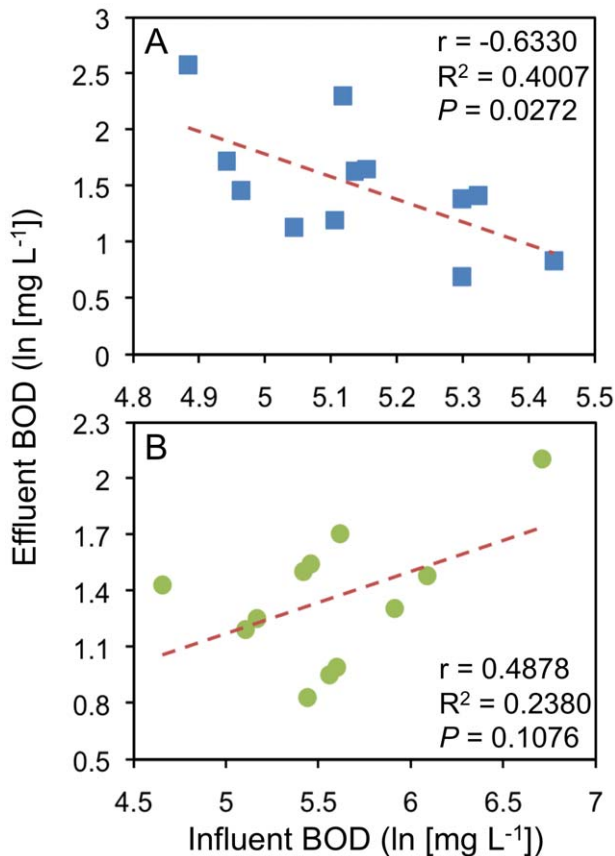 A
r = -0.6330
R² = 0.4007
P = 0.0272
3
2.5
2
1.5
1
0.5
0
4.8 4.9 5 5.1 5.2 5.3 5.4 5.5
Effluent BOD (ln [mg L⁻¹])
B
2.3
2
1.7
1.4
1.1
0.8
0.5
r = 0.4878
R² = 0.2380
P = 0.1076
4.5 5 5.5 6 6.5 7
Influent BOD (ln [mg L⁻¹])